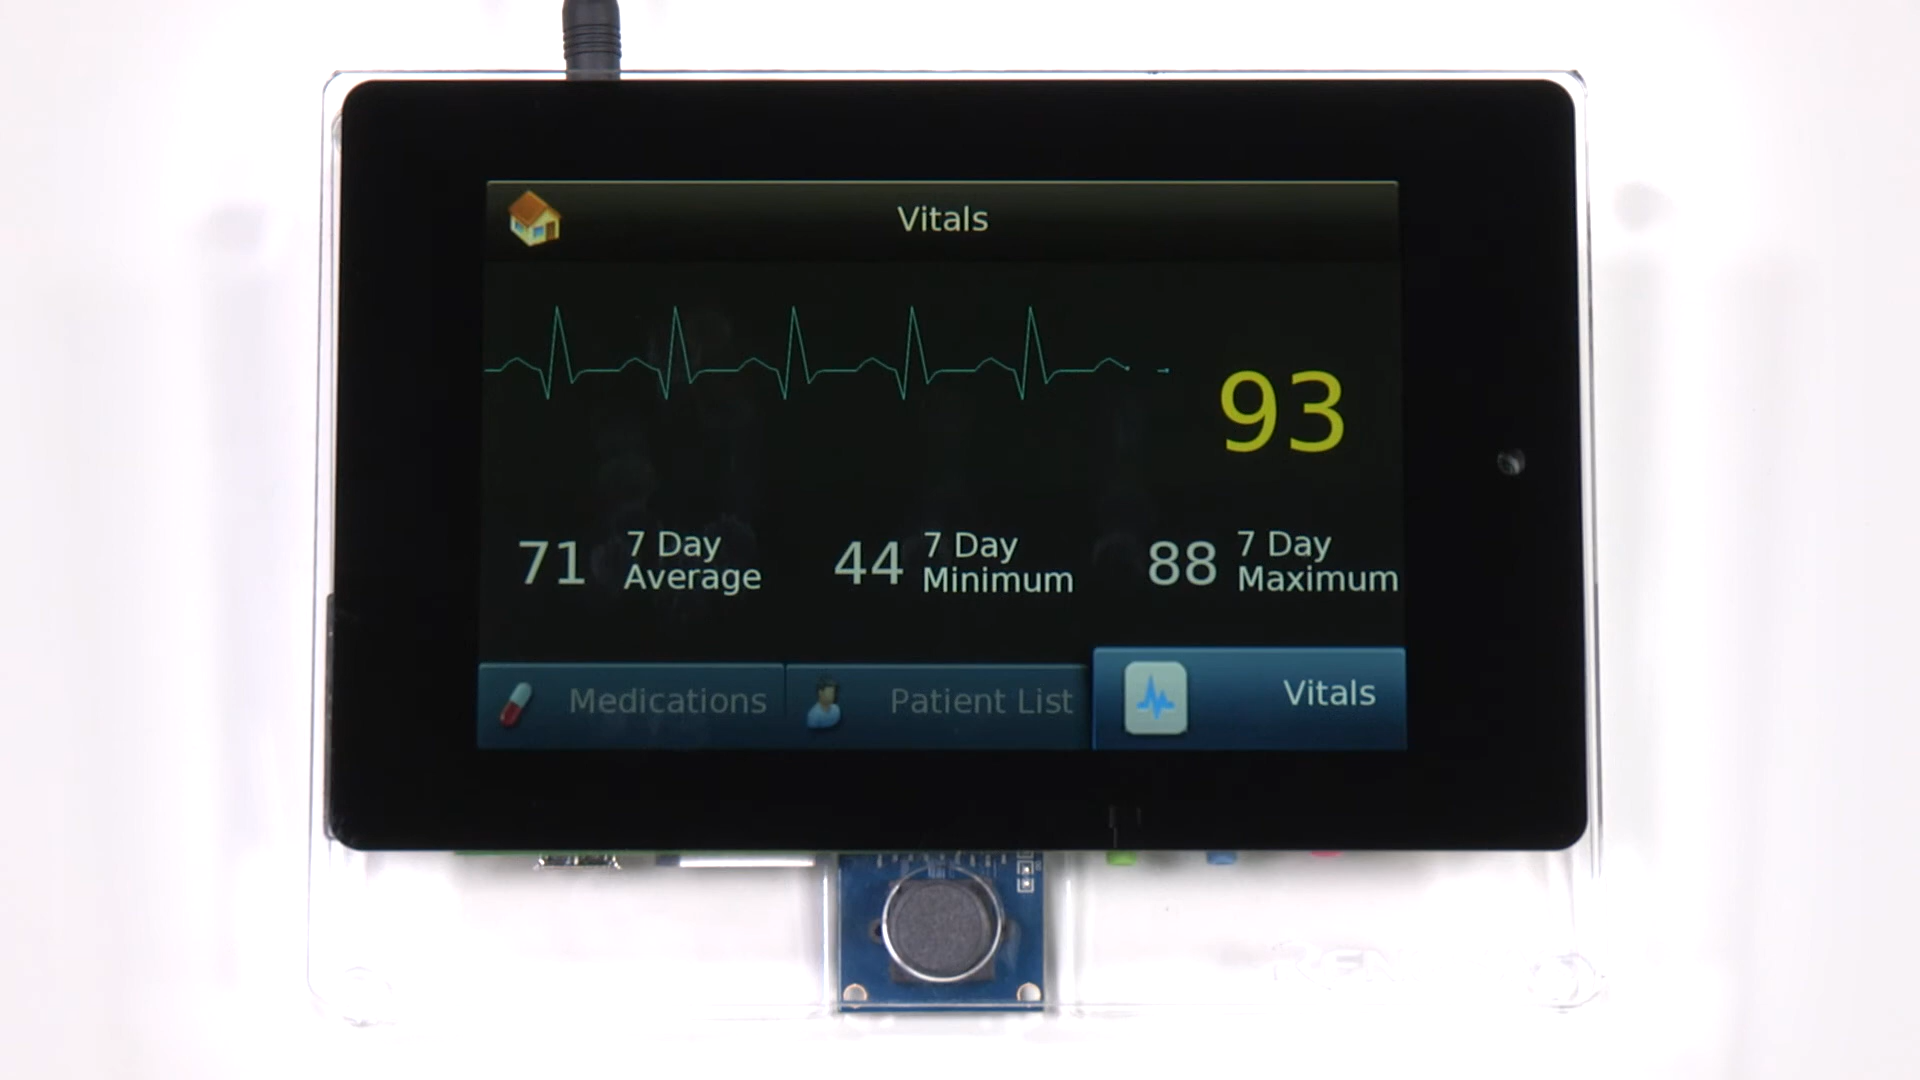 Vitals
93
71 7 Day Average
44 7 Day Minimum
88 7 Day Maximum
Medications
Patient List
Vitals